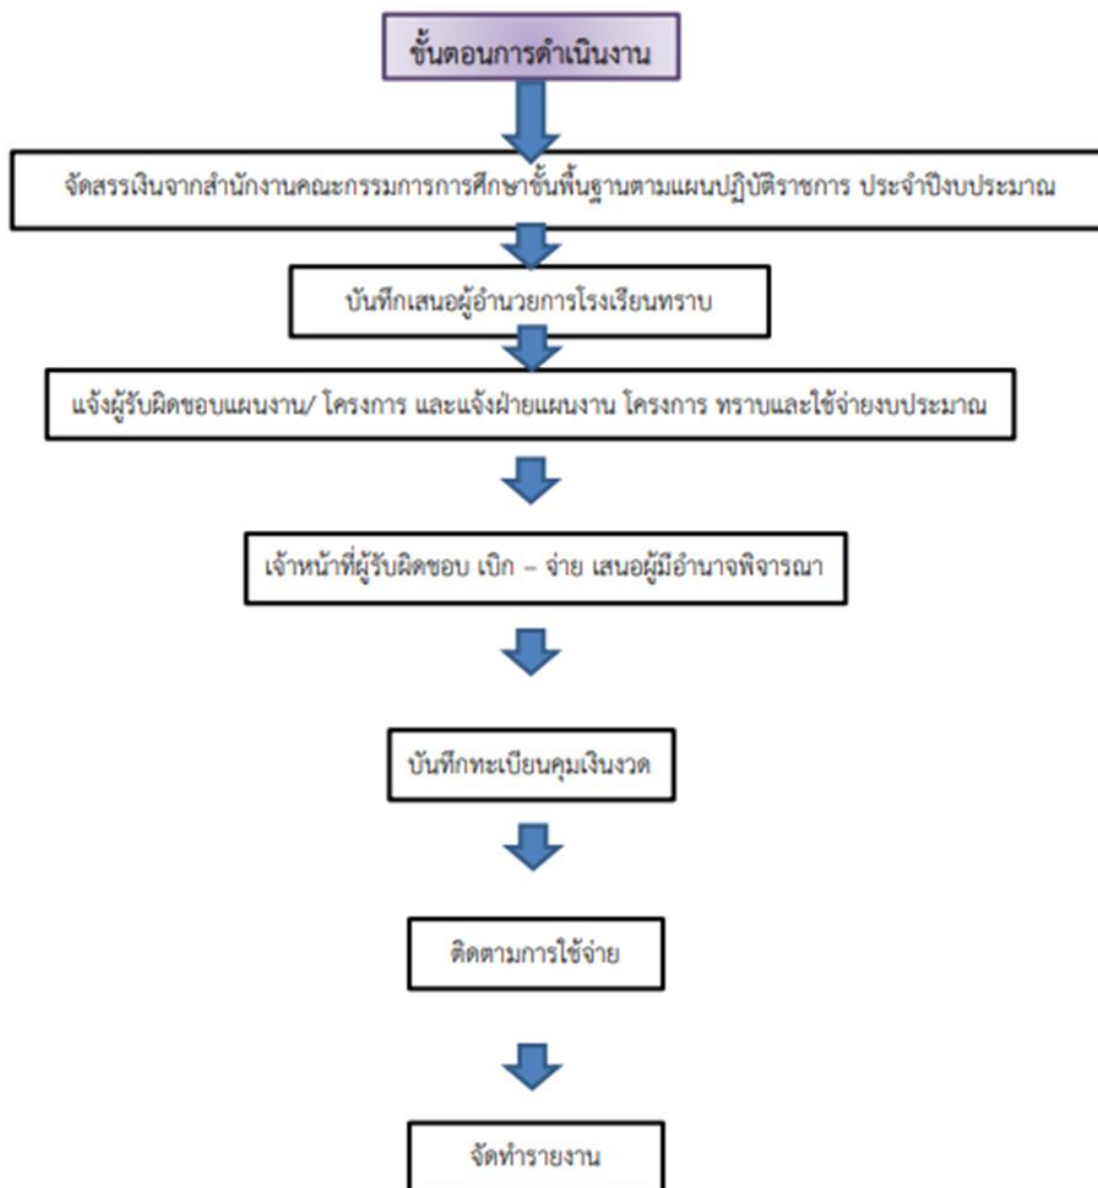 ขั้นตอนการดำเนินงาน
จัดสรรเงินจากสำนักงานคณะกรรมการการศึกษาขั้นพื้นฐานตามแผนปฏิบัติราชการ ประจำปีงบประมาณ
บันทึกเสนอผู้อำนวยการโรงเรียนทราบ
แจ้งผู้รับผิดชอบแผนงาน/ โครงการ และแจ้งฝ่ายแผนงาน โครงการ ทราบและใช้จ่ายงบประมาณ
เจ้าหน้าที่ผู้รับผิดชอบ เบิก – จ่าย เสนอผู้มีอำนาจพิจารณา
บันทึกทะเบียนคุมเงินงวด
ติดตามการใช้จ่าย
จัดทำรายงาน